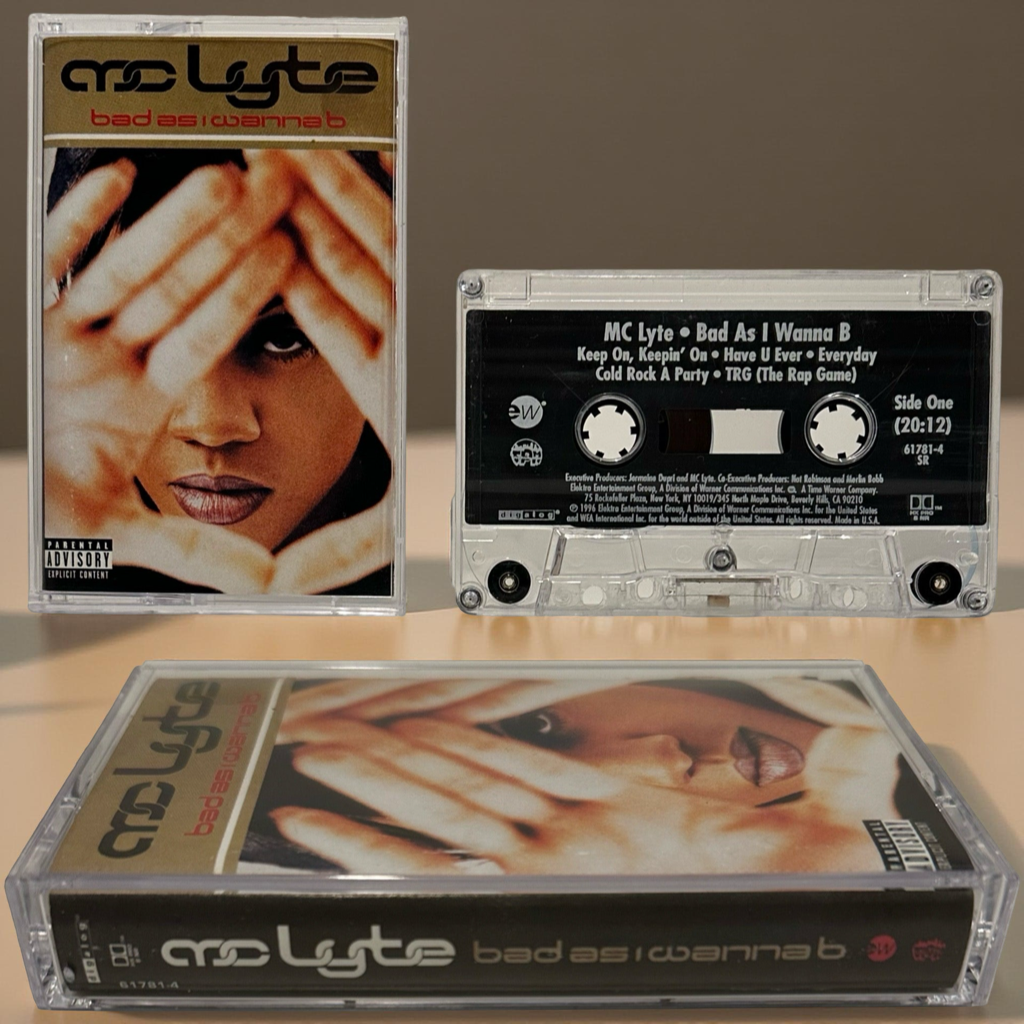 mc lyte
bad as i wanna b
PARENTAL
ADVISORY
EXPLICIT CONTENT
MC Lyte • Bad As I Wanna B
Keep On, Keepin' On • Have U Ever • Everyday
Cold Rock A Party • TRG (The Rap Game)
ew
Side One
(20:12)
61781-4
SR
Executive Producers: Jermaine Dupri and MC Lyte. Co-Executive Producers: Nat Robinson and Merlin Bobb
Elektra Entertainment Group, A Division of Warner Communications Inc. A Time Warner Company.
75 Rockefeller Plaza, New York, NY 10019/345 North Maple Drive, Beverly Hills, CA 90210
℗ 1996 Elektra Entertainment Group, A Division of Warner Communications Inc. for the United States
and WEA International Inc. for the world outside of the United States. All rights reserved. Made in U.S.A.
mc lyte
bad as i wanna b
PARENTAL
ADVISORY
mc lyte bad as i wanna b
ew
61781-4